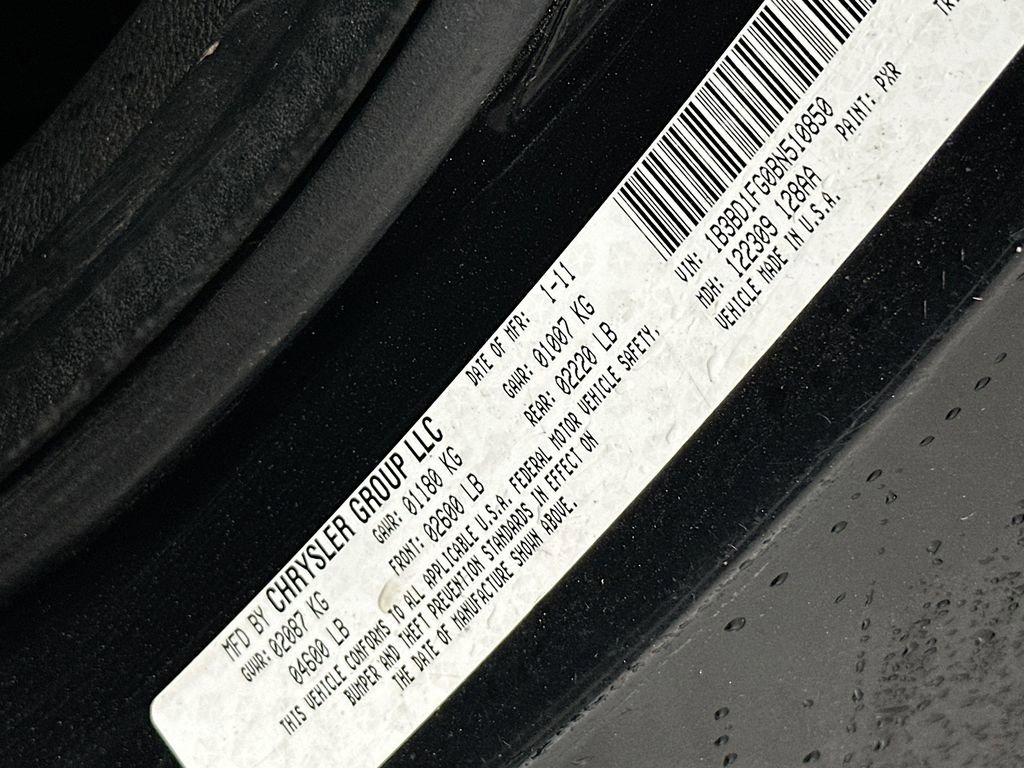 MFD BY CHRYSLER GROUP LLC DATE OF MFR: 1-11
GVWR: 02087 KG GAWR: 01180 KG GAWR: 01007 KG
04600 LB FRONT: 02600 LB REAR: 02220 LB
THIS VEHICLE CONFORMS TO ALL APPLICABLE U.S.A. FEDERAL MOTOR VEHICLE SAFETY,
BUMPER AND THEFT PREVENTION STANDARDS IN EFFECT ON
THE DATE OF MANUFACTURE SHOWN ABOVE.
VIN: 1B3BD1FG0BN510850
MDH: 122309 128AA PAINT: PXR
VEHICLE MADE IN U.S.A.